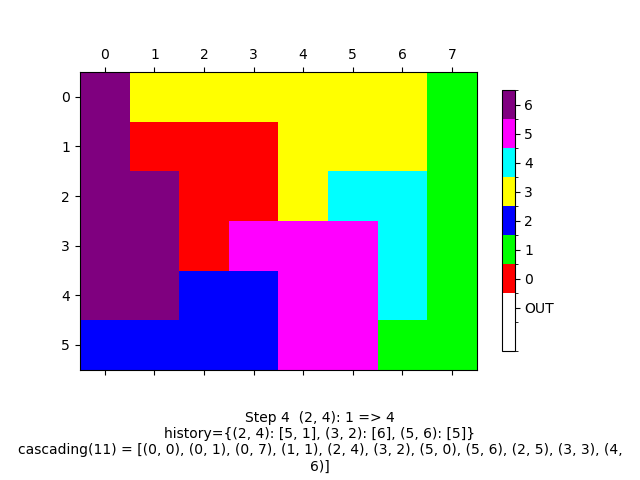 0 1 2 3 4 5 6 7
0
1
2
3
4
5
6
5
4
3
2
1
0
OUT
Step 4  (2, 4): 1 => 4
history={(2, 4): [5, 1], (3, 2): [6], (5, 6): [5]}
cascading(11) = [(0, 0), (0, 1), (0, 7), (1, 1), (2, 4), (3, 2), (5, 0), (5, 6), (2, 5), (3, 3), (4,
6)]